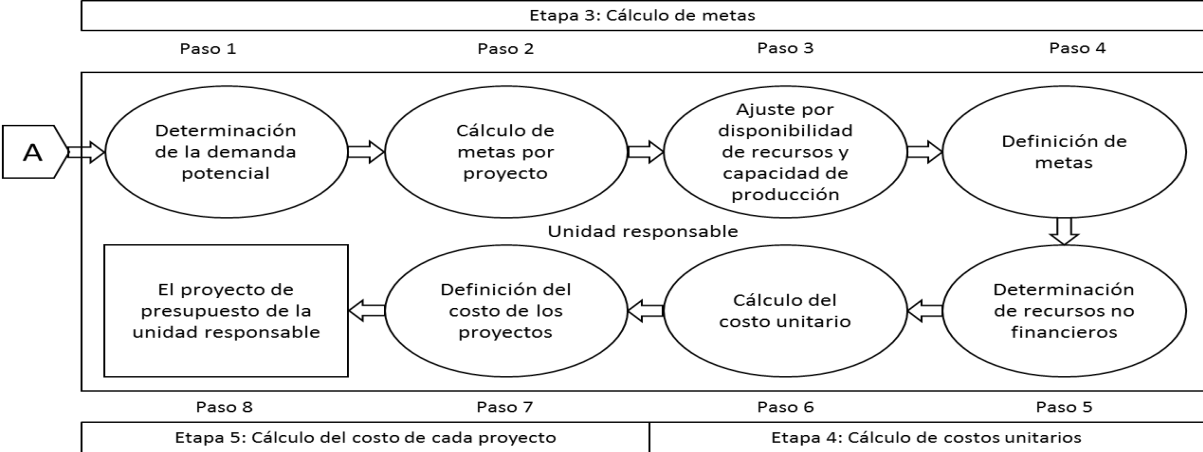 Etapa 3: Cálculo de metas
Paso 1
Paso 2
Paso 3
Paso 4
A
Determinación
de la demanda
potencial
Cálculo de
metas por
proyecto
Ajuste por
disponibilidad
de recursos y
capacidad de
producción
Definición de
metas
Unidad responsable
El proyecto de
presupuesto de la
unidad responsable
Definición del
costo de los
proyectos
Cálculo del
costo unitario
Determinación
de recursos no
financieros
Paso 8
Paso 7
Paso 6
Paso 5
Etapa 5: Cálculo del costo de cada proyecto
Etapa 4: Cálculo de costos unitarios